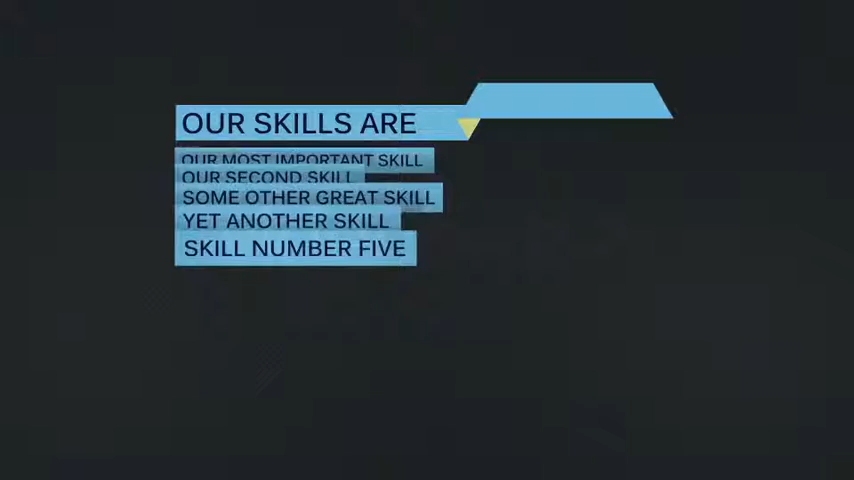 OUR SKILLS ARE
OUR MOST IMPORTANT SKILL
OUR SECOND SKILL
SOME OTHER GREAT SKILL
YET ANOTHER SKILL
SKILL NUMBER FIVE